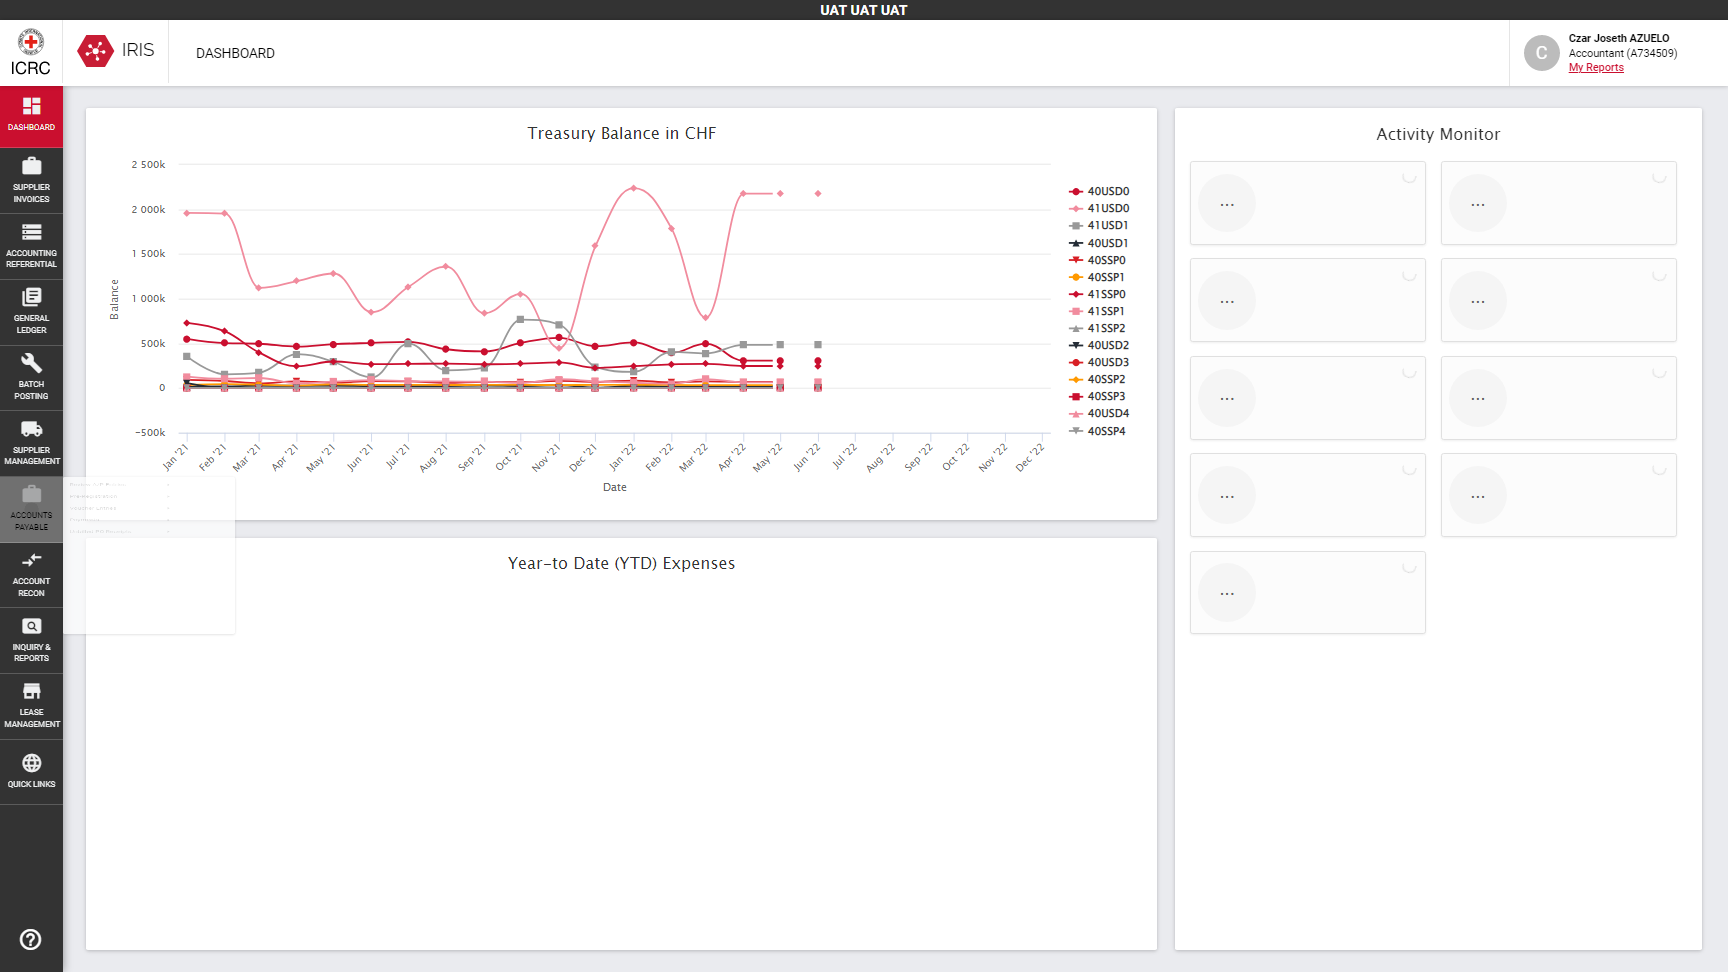 UAT UAT UAT
ICRC
IRIS
DASHBOARD
Czar Joseth AZUELO
Accountant (A734509)
My Reports
DASHBOARD
SUPPLIER
INVOICES
ACCOUNTING
REFERENTIAL
GENERAL
LEDGER
BATCH
POSTING
SUPPLIER
MANAGEMENT
ACCOUNTS
PAYABLE
ACCOUNT
RECON
INQUIRY &
REPORTS
LEASE
MANAGEMENT
QUICK LINKS
Treasury Balance in CHF
Balance
2 500k
2 000k
1 500k
1 000k
500k
0
-500k
Jan '21
Feb '21
Mar '21
Apr '21
May '21
Jun '21
Jul '21
Aug '21
Sep '21
Oct '21
Nov '21
Dec '21
Jan '22
Feb '22
Mar '22
Apr '22
May '22
Jun '22
Jul '22
Aug '22
Sep '22
Oct '22
Nov '22
Dec '22
Date
40USD0
41USD0
41USD1
40USD1
40SSP0
40SSP1
41SSP0
41SSP1
41SSP2
40USD2
40USD3
40SSP2
40SSP3
40USD4
40SSP4
Year-to Date (YTD) Expenses
Activity Monitor
...
...
...
...
...
...
...
...
...